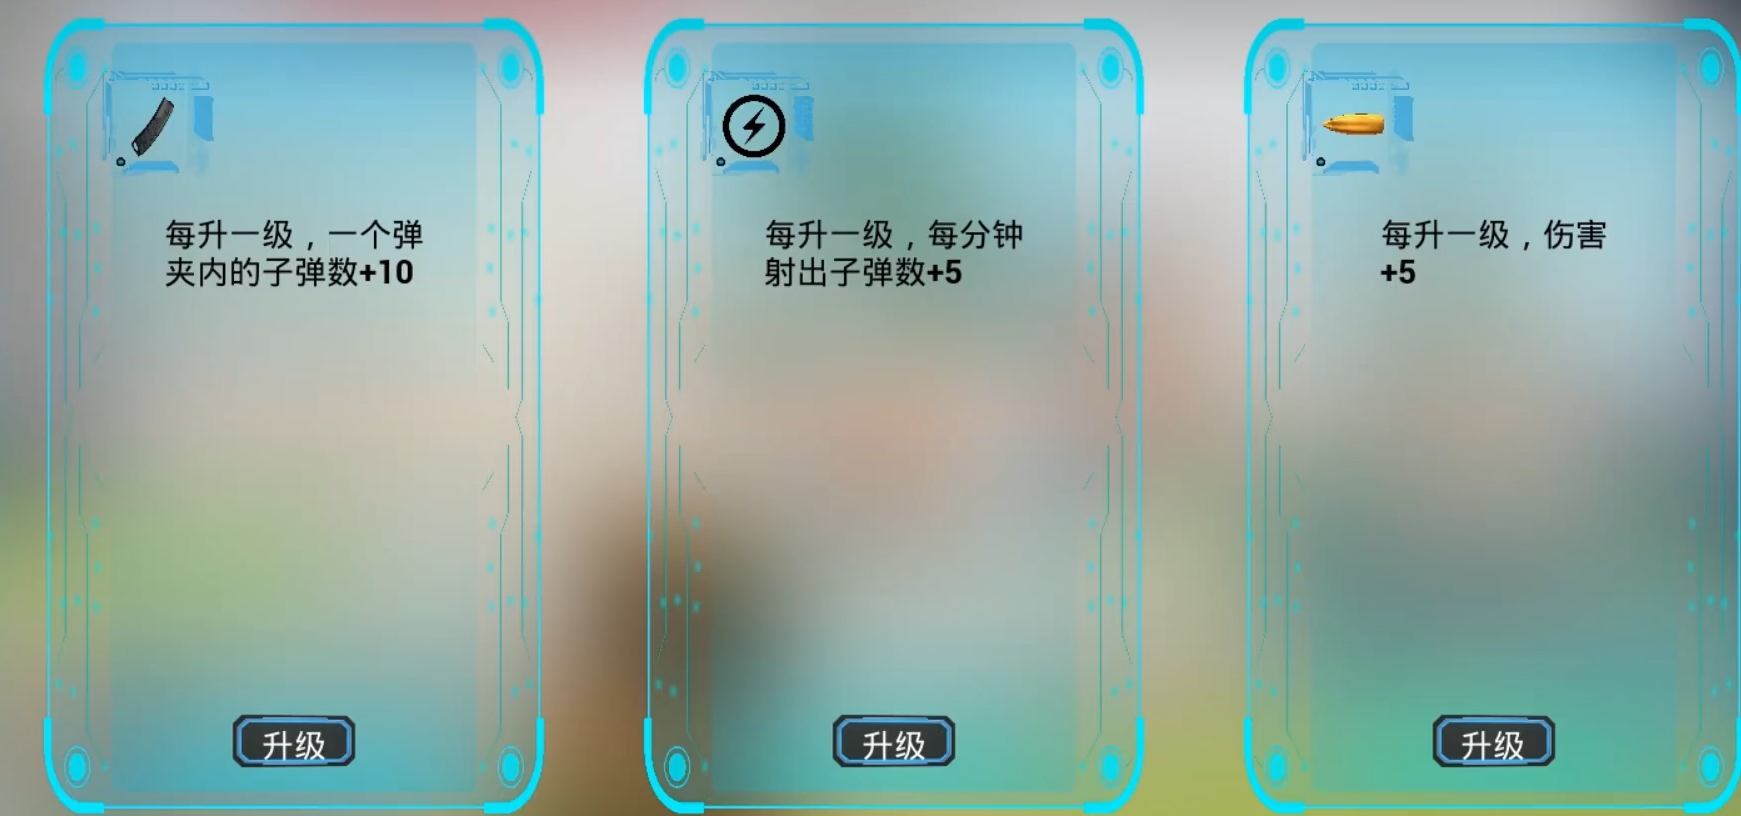 每升一级，一个弹
夹内的子弹数+10
升级
每升一级，每分钟
射出子弹数+5
升级
每升一级，伤害
+5
升级